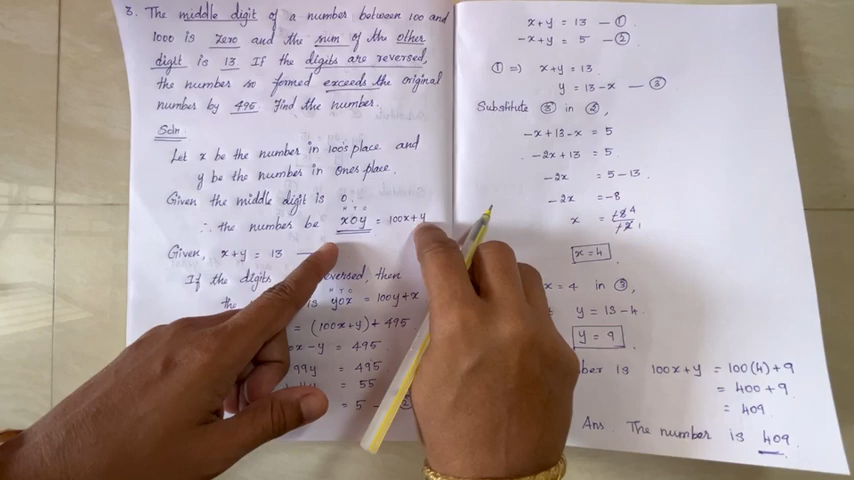 3. The middle digit of a number between 100 and
1000 is zero and the sum of the other
digit is 13 If the digits are reversed,
the number so formed exceeds the original
number by 495 Find the number.
Soln
Let x be the number in 100's place and
y be the number in ones place.
Given the middle digit is 0.
H T O
∴ the number be x0y = 100x+y
Given, x+y = 13
If the digits reversed, then
H T O
the is y0x = 100y+x
= (100x+y) + 495
x - y = 495
99y = 495
= 55
= 5 - ②
x+y = 13 - ①
-x+y = 5 - ②
① => x+y = 13
y = 13-x - ③
Substitute ③ in ②,
-x+13-x = 5
-2x+13 = 5
-2x = 5-13
-2x = -8
x = +8 4 / +2 1
x=4
x = 4 in ③,
y = 13-4
y = 9
ber is 100x+y = 100(4)+9
= 400+9
= 409
Ans. The number is 409